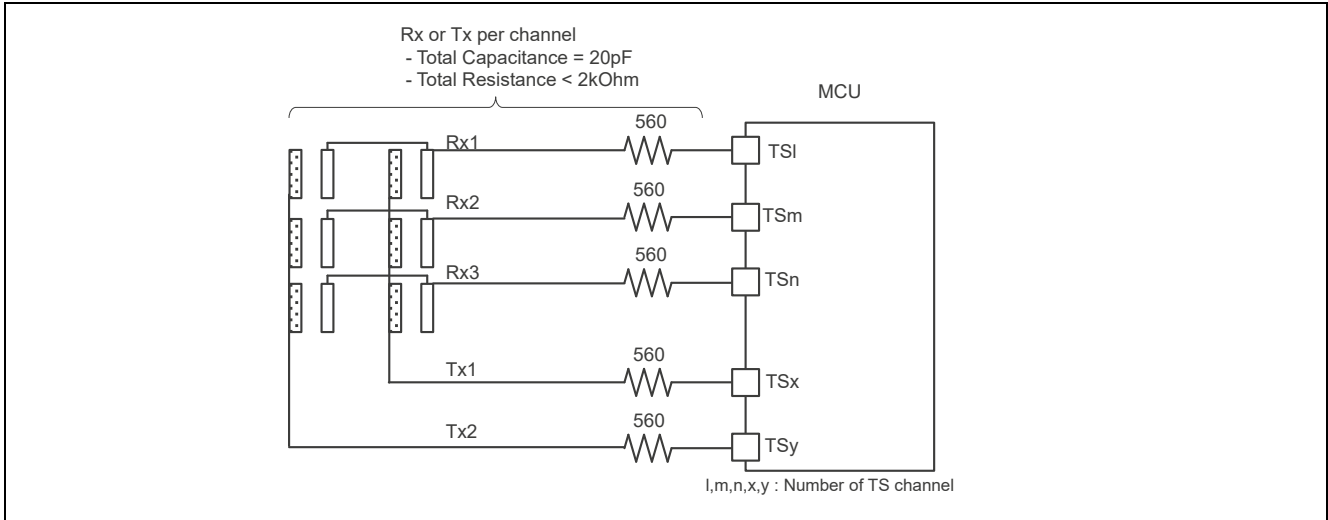 Rx or Tx per channel
- Total Capacitance = 20pF
- Total Resistance < 2kOhm
MCU
560
Rx1
TSl
560
Rx2
TSm
560
Rx3
TSn
560
Tx1
TSx
560
Tx2
TSy
l,m,n,x,y : Number of TS channel